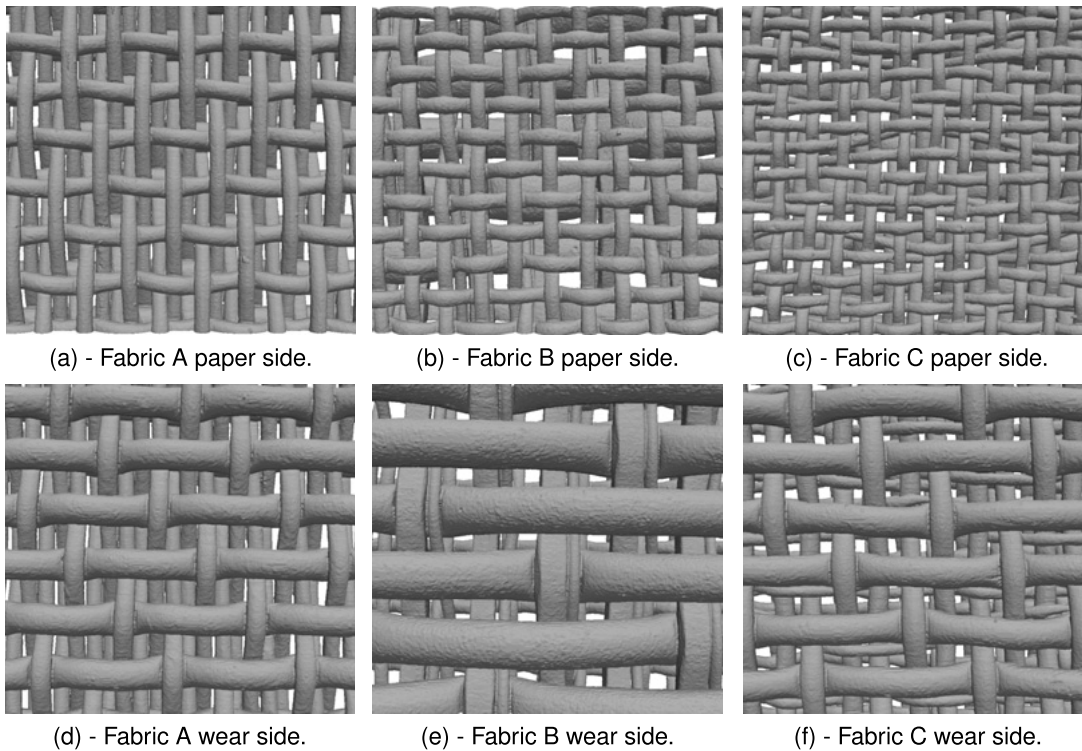 (a) - Fabric A paper side.
(b) - Fabric B paper side.
(c) - Fabric C paper side.
(d) - Fabric A wear side.
(e) - Fabric B wear side.
(f) - Fabric C wear side.